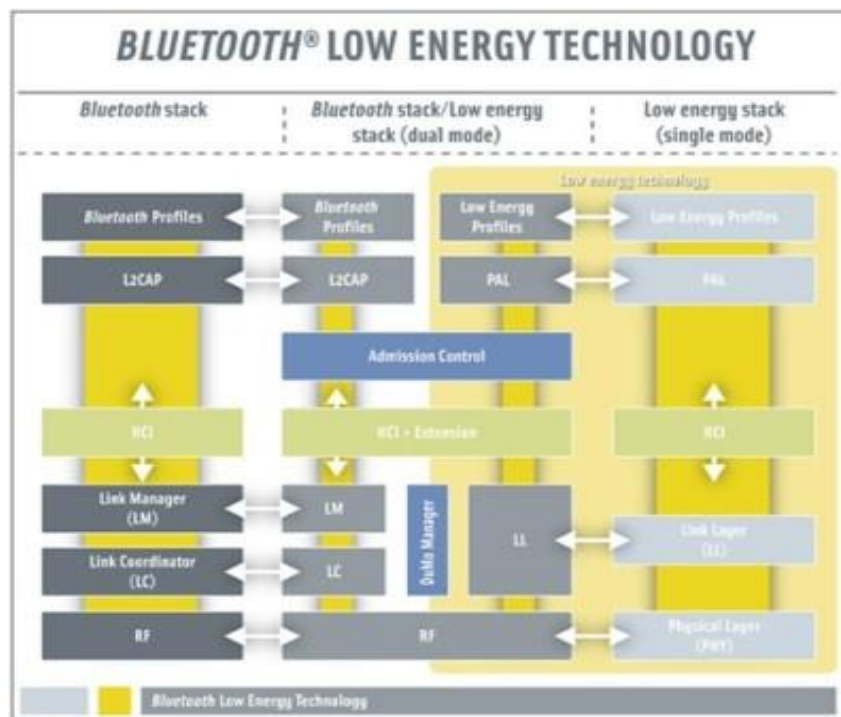 BLUETOOTH® LOW ENERGY TECHNOLOGY
Bluetooth stack
Bluetooth stack/Low energy
stack (dual mode)
Low energy stack
(single mode)
Low energy technology
Bluetooth Profiles
Bluetooth
Profiles
Low Energy
Profiles
Low Energy Profiles
L2CAP
L2CAP
PAL
PAL
Admission Control
HCI
HCI + Extension
HCI
Link Manager
(LM)
LM
DuMo Manager
LL
Link Layer
(LL)
Link Coordinator
(LC)
LC
RF
RF
Physical Layer
(PHY)
Bluetooth Low Energy Technology